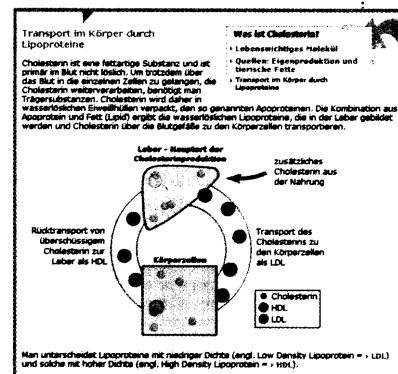 Transport im Körper durch
Lipoproteine
Was ist Cholesterin?
› Lebenswichtiges Molekül
› Quellen: Eigenproduktion und
tierische Fette
› Transport im Körper durch
Lipoproteine
Cholesterin ist eine fettartige Substanz und ist
primär im Blut nicht löslich. Um trotzdem über
das Blut in die einzelnen Zellen zu gelangen, die
Cholesterin weiterverarbeiten, benötigt man
Trägersubstanzen. Cholesterin wird daher in
wasserlöslichen Eiweißhüllen verpackt, den so genannten Apoproteinen. Die Kombination aus
Apoprotein und Fett (Lipid) ergibt die wasserlöslichen Lipoproteine, die in der Leber gebildet
werden und Cholesterin über die Blutgefäße zu den Körperzellen transportieren.
Leber - Hauptort der
Cholesterinproduktion
zusätzliches
Cholesterin aus
der Nahrung
Rücktransport von
überschüssigem
Cholesterin zur
Leber als HDL
Transport des
Cholesterins zu
den Körperzellen
als LDL
Körperzellen
Cholesterin
HDL
LDL
Man unterscheidet Lipoproteine mit niedriger Dichte (engl. Low Density Lipoprotein = › LDL)
und solche mit hoher Dichte (engl. High Density Lipoprotein = › HDL).